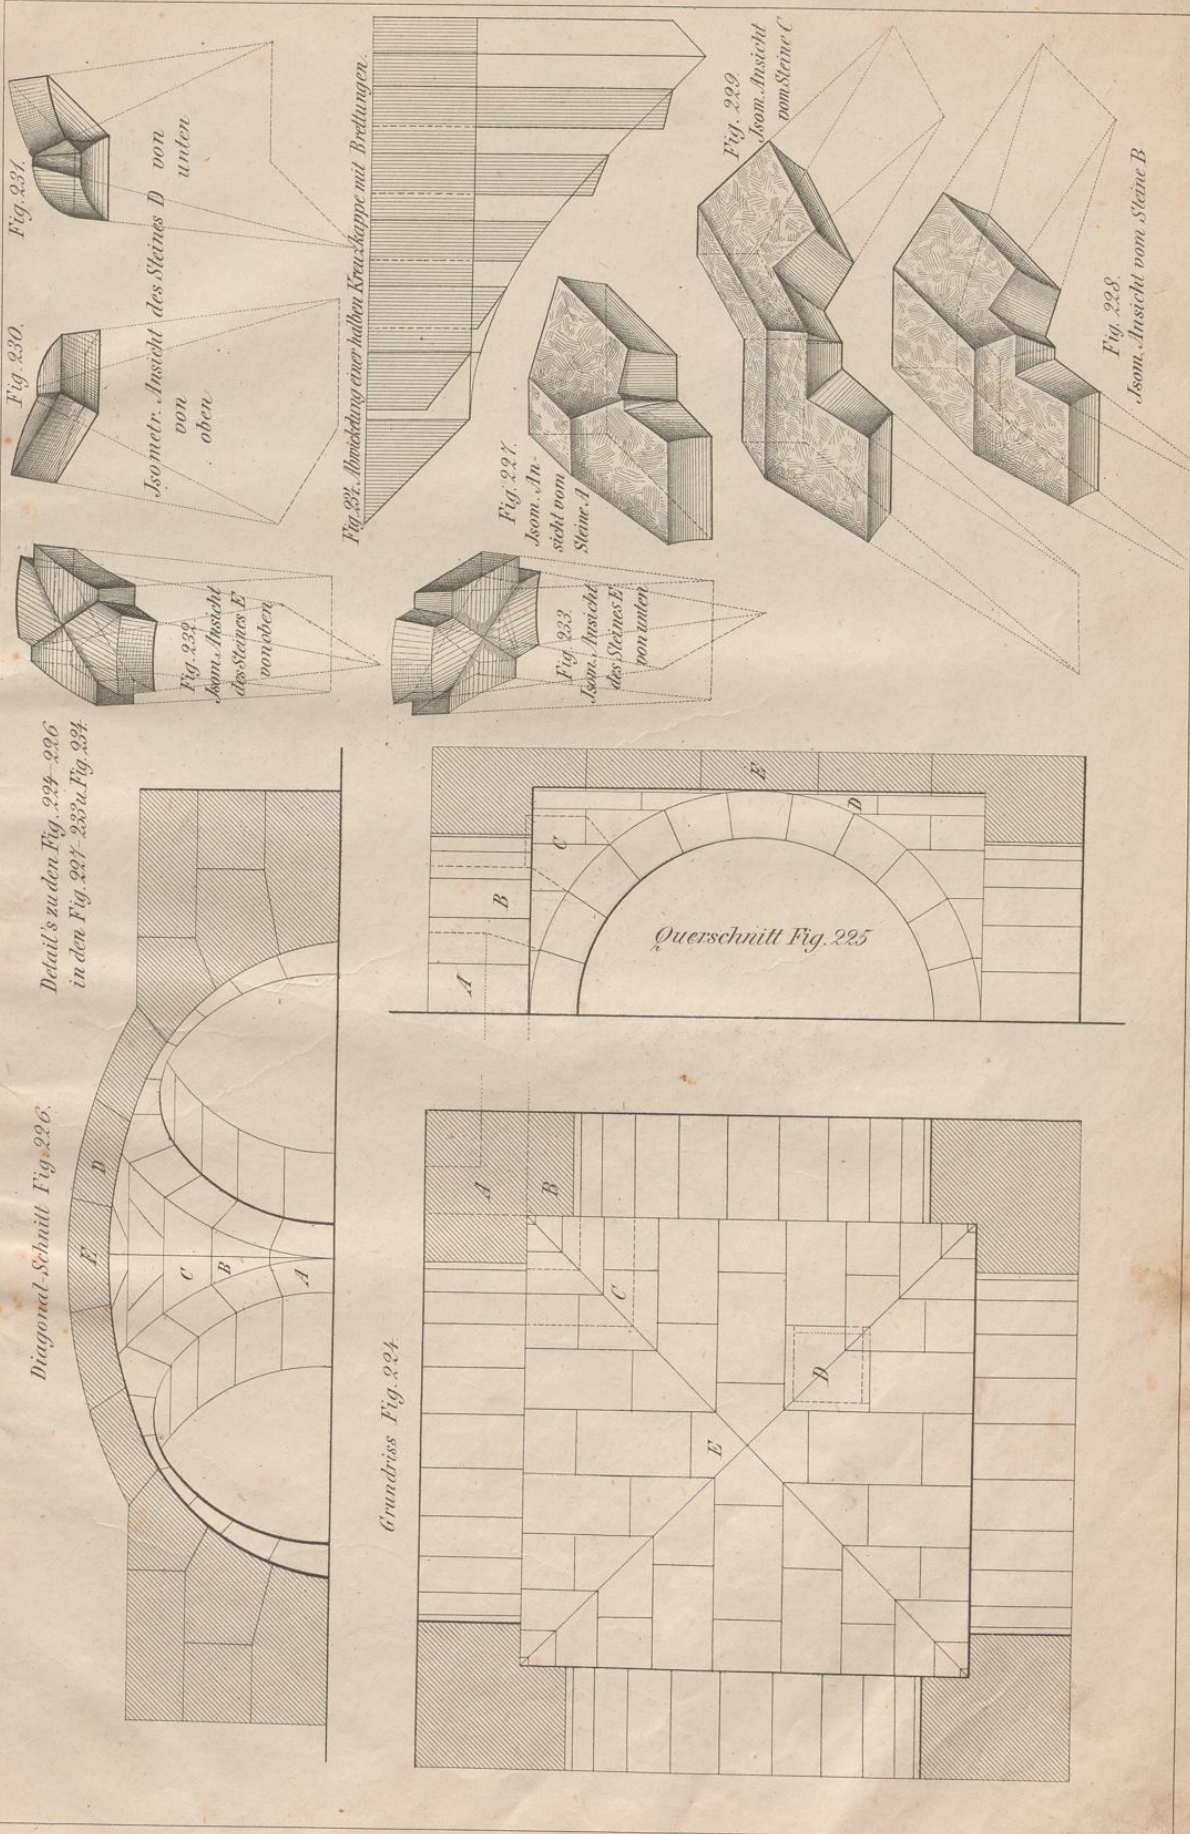 Diagonal-Schnitt Fig. 226.
E
D
C
B
A
Detail's zu den Fig. 224–226
in den Fig. 227–233 u. Fig. 234.
Grundriss Fig. 224.
A
B
C
D
E
Querschnitt Fig. 225
A
B
C
D
E
Fig. 230.
Fig. 231.
Isometr. Ansicht des Steines D von
von
oben
unten
Fig. 232.
Isom. Ansicht
des Steines E
von oben
Fig. 233.
Isom. Ansicht
des Steines E
von unten
Fig. 234. Abwickelung einer halben Kreuzkappe mit Brettungen.
Fig. 227.
Isom. An-
sicht vom
Steine A
Fig. 229.
Isom. Ansicht
vom Steine C
Fig. 228.
Isom. Ansicht vom Steine B